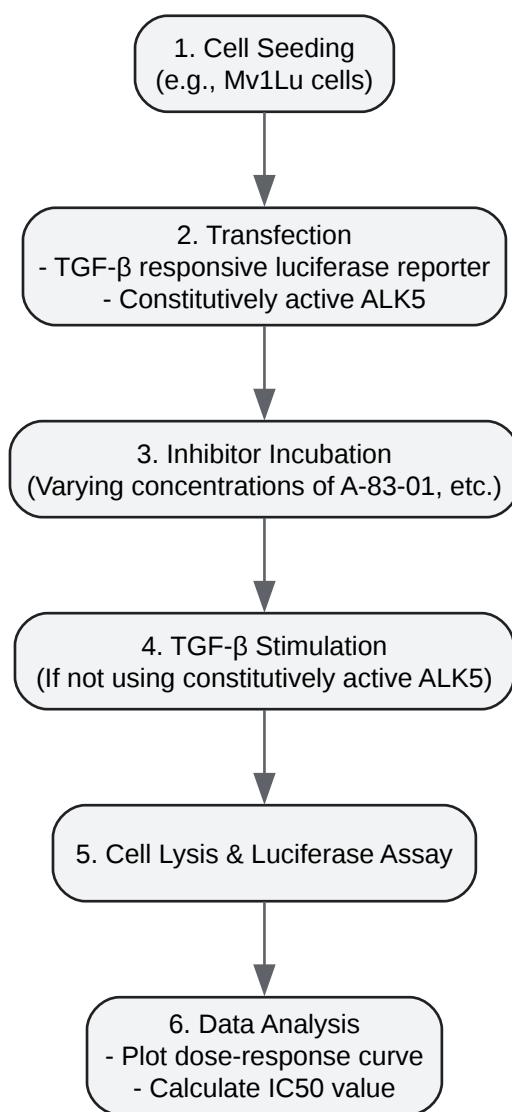 1. Cell Seeding
(e.g., Mv1Lu cells)
2. Transfection
- TGF-β responsive luciferase reporter
- Constitutively active ALK5
3. Inhibitor Incubation
(Varying concentrations of A-83-01, etc.)
4. TGF-β Stimulation
(If not using constitutively active ALK5)
5. Cell Lysis & Luciferase Assay
6. Data Analysis
- Plot dose-response curve
- Calculate IC50 value